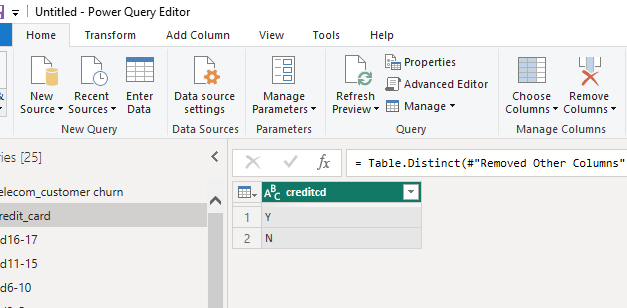 Untitled - Power Query Editor
Home Transform Add Column View Tools Help
New Source Recent Sources Enter Data Data source settings Manage Parameters Refresh Preview Properties Advanced Editor Manage Choose Columns Remove Columns
New Query Data Sources Parameters Query Manage Columns
ries [25]
fx = Table.Distinct(#"Removed Other Columns"
elecom_customer churn
ABC creditcd
redit_card
1 Y
d16-17
2 N
d11-15
d6-10